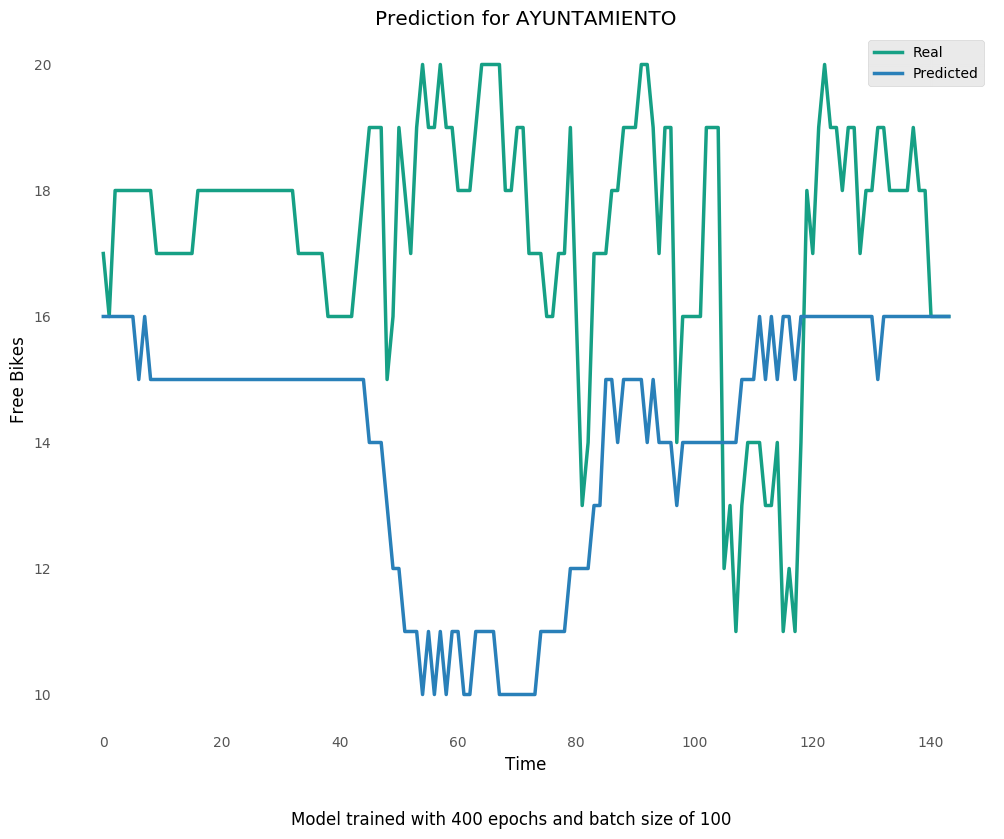 Prediction for AYUNTAMIENTO
Real
Predicted
20
18
16
14
12
10
Free Bikes
0 20 40 60 80 100 120 140
Time
Model trained with 400 epochs and batch size of 100